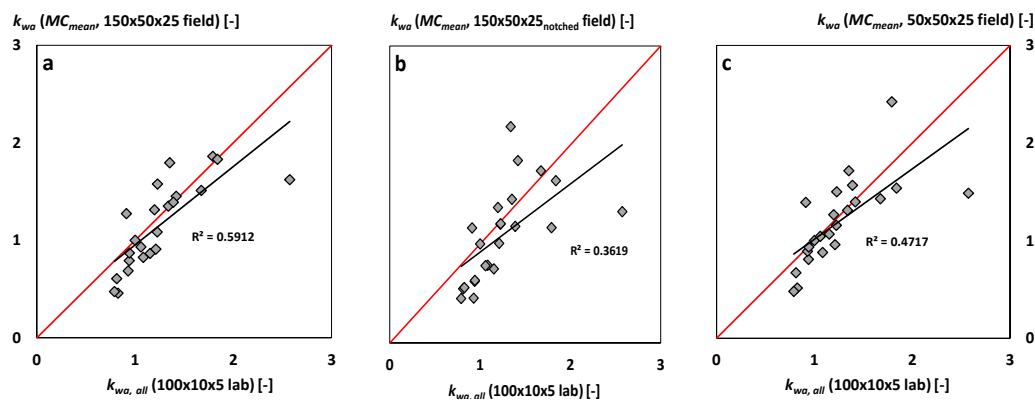 k_wa (MC_mean, 150x50x25 field) [-]
3
2
1
0
a
R² = 0.5912
0 1 2 3
k_wa, all (100x10x5 lab) [-]
k_wa (MC_mean, 150x50x25_notched field) [-]
b
R² = 0.3619
0 1 2 3
k_wa, all (100x10x5 lab) [-]
k_wa (MC_mean, 50x50x25 field) [-]
c
3
2
1
0
R² = 0.4717
0 1 2 3
k_wa, all (100x10x5 lab) [-]